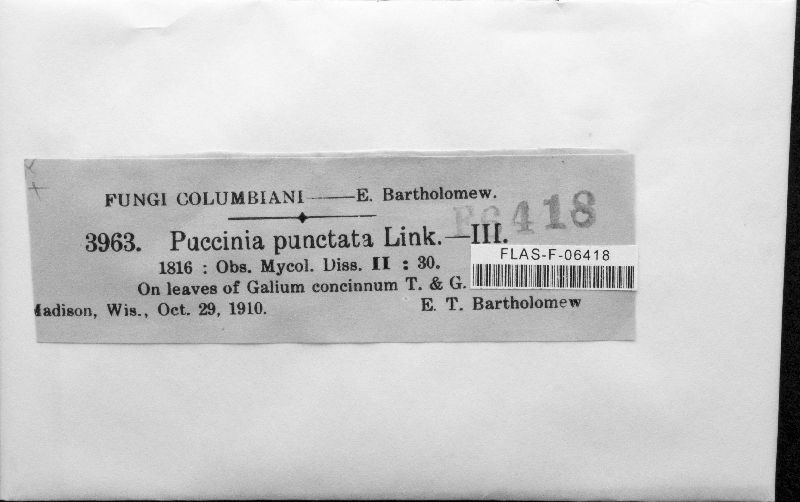 FUNGI COLUMBIANI——E. Bartholomew.
F6418
3963. Puccinia punctata Link.—III.
FLAS-F-06418
1816 : Obs. Mycol. Diss. II : 30.
On leaves of Galium concinnum T. & G.
Madison, Wis., Oct. 29, 1910. E. T. Bartholomew